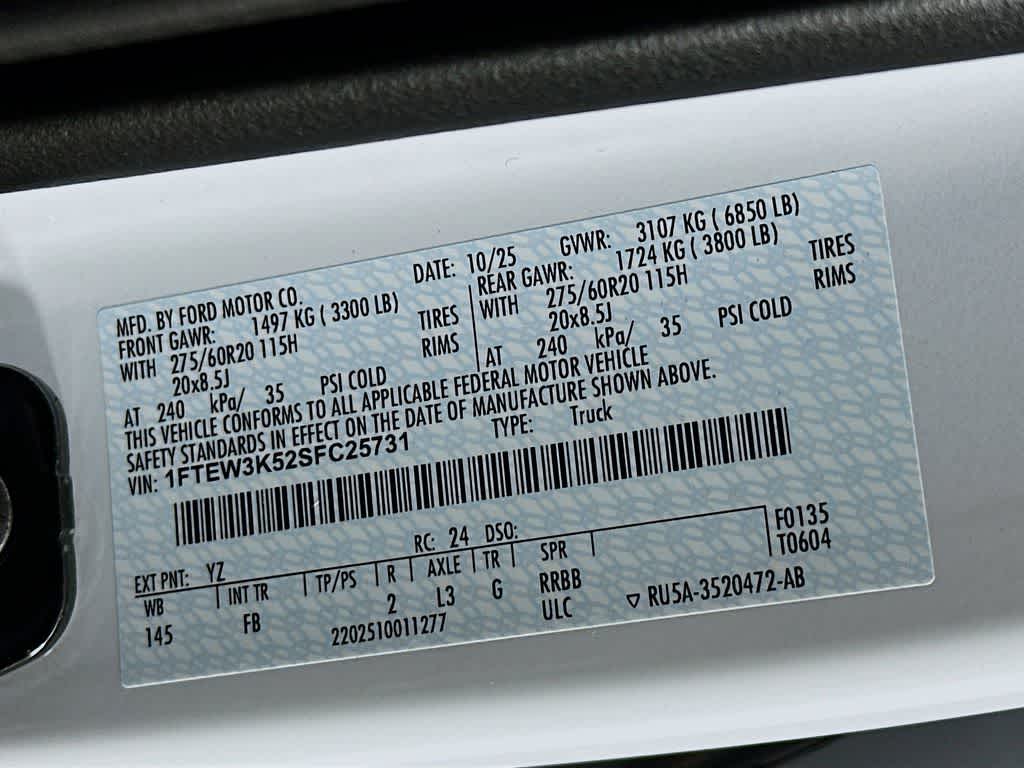 MFD. BY FORD MOTOR CO. DATE: 10/25 GVWR: 3107 KG ( 6850 LB)
FRONT GAWR: 1497 KG ( 3300 LB) REAR GAWR: 1724 KG ( 3800 LB)
WITH 275/60R20 115H TIRES WITH 275/60R20 115H TIRES
20x8.5J RIMS 20x8.5J RIMS
AT 240 kPa/ 35 PSI COLD AT 240 kPa/ 35 PSI COLD
THIS VEHICLE CONFORMS TO ALL APPLICABLE FEDERAL MOTOR VEHICLE
SAFETY STANDARDS IN EFFECT ON THE DATE OF MANUFACTURE SHOWN ABOVE.
VIN: 1FTEW3K52SFC25731 TYPE: Truck
EXT PNT: YZ RC: 24 DSO: F0135
WB INT TR TP/PS R AXLE TR SPR T0604
145 FB 2 L3 G RRBB
2202510011277 ULC ▽ RU5A-3520472-AB